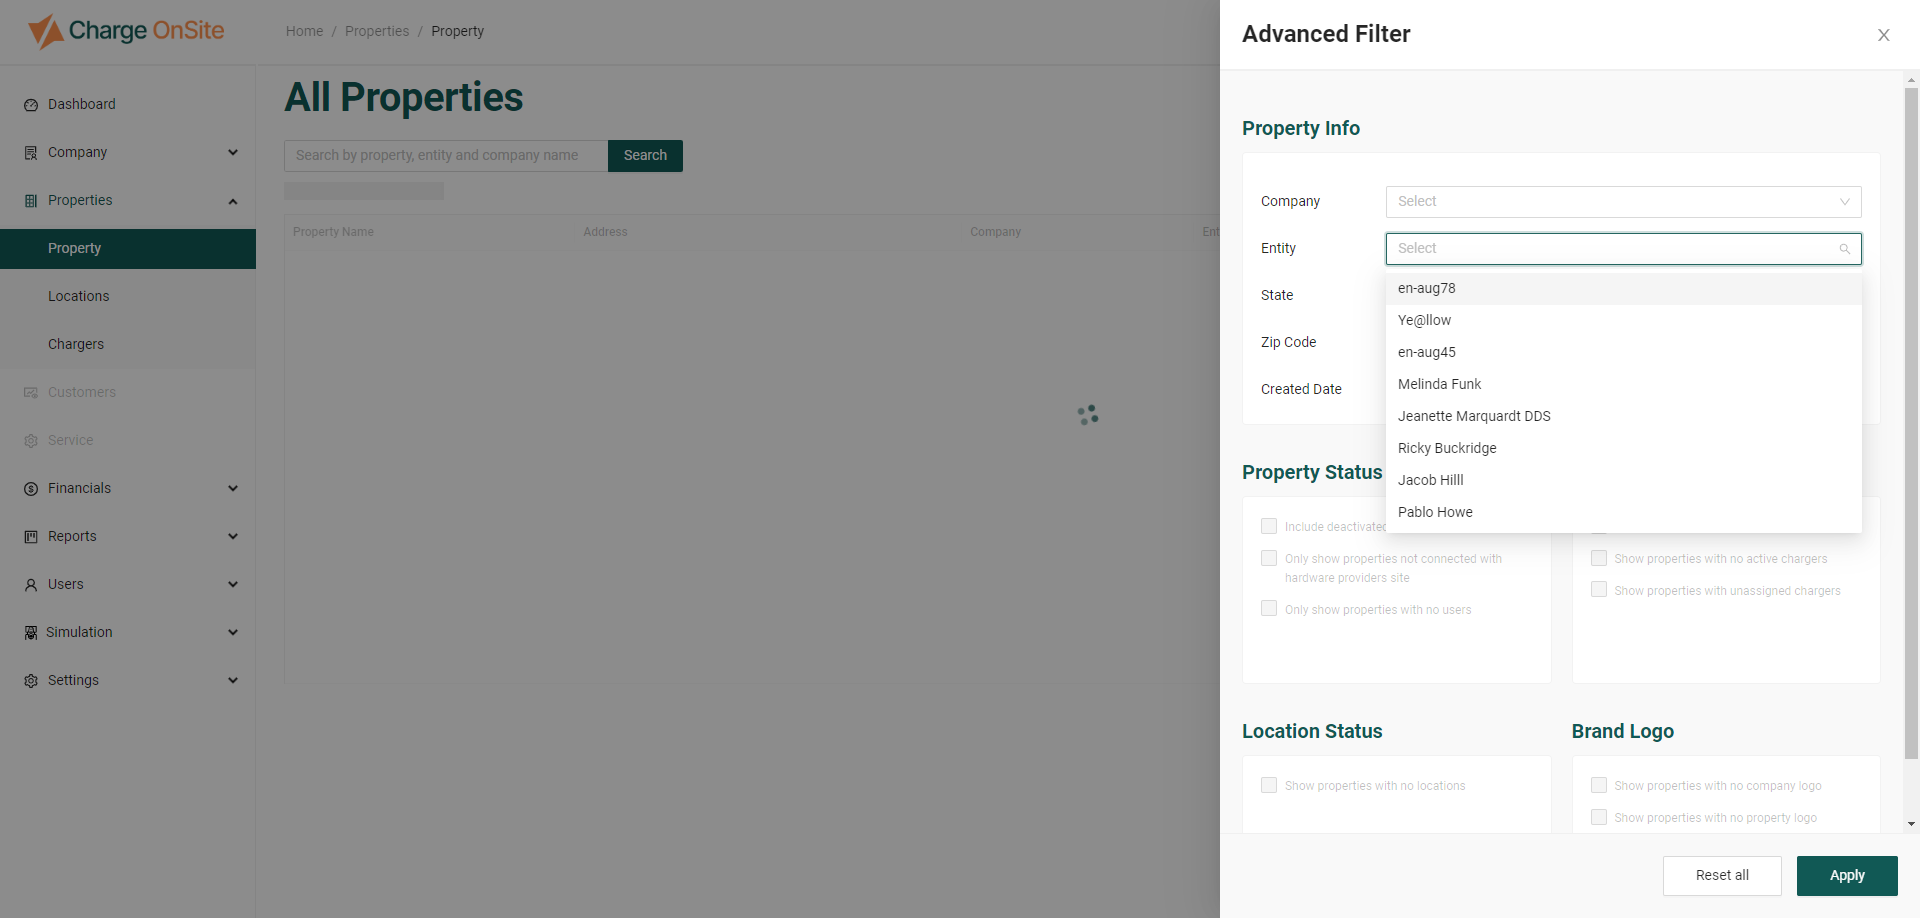 Charge OnSite
Home / Properties / Property
Advanced Filter
Dashboard
Company
Properties
Property
Locations
Chargers
Customers
Service
Financials
Reports
Users
Simulation
Settings
All Properties
Search by property, entity and company name
Search
Property Name Address Company Ent
Property Info
Company Select
Entity Select
State
Zip Code
Created Date
en-aug78
Ye@llow
en-aug45
Melinda Funk
Jeanette Marquardt DDS
Ricky Buckridge
Jacob Hilll
Pablo Howe
Property Status
Include deactivated
Only show properties not connected with
hardware providers site
Only show properties with no users
Show properties with no active chargers
Show properties with unassigned chargers
Location Status
Show properties with no locations
Brand Logo
Show properties with no company logo
Show properties with no property logo
Reset all
Apply